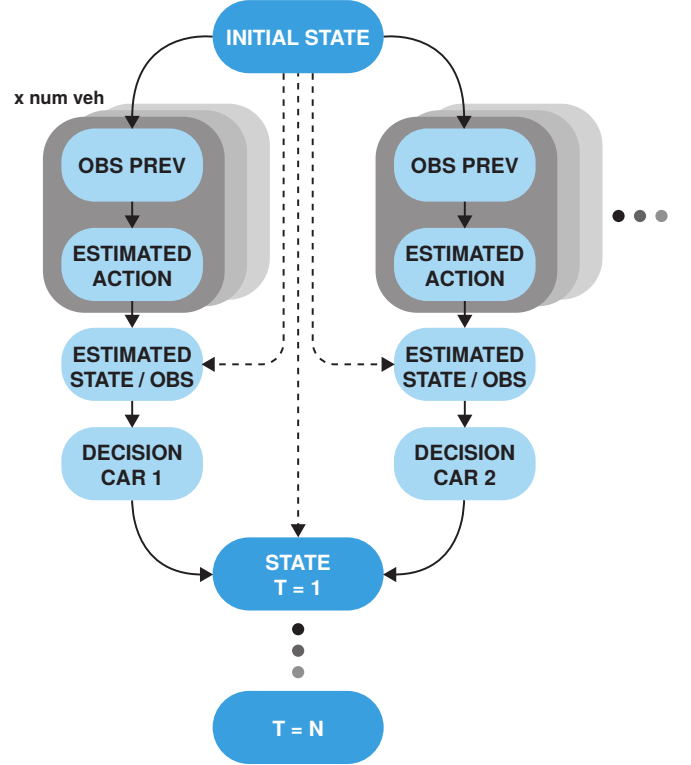 INITIAL STATE
x num veh
OBS PREV
ESTIMATED
ACTION
ESTIMATED
STATE / OBS
DECISION
CAR 1
OBS PREV
ESTIMATED
ACTION
ESTIMATED
STATE / OBS
DECISION
CAR 2
STATE
T = 1
T = N